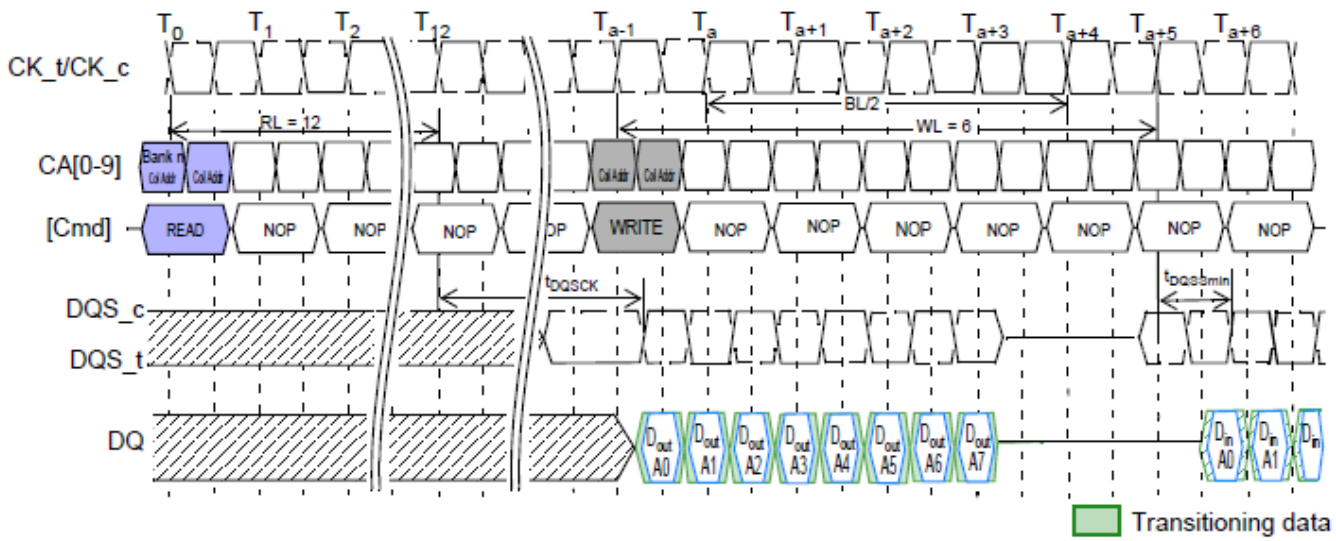 T0 T1 T2 T12 Ta-1 Ta Ta+1 Ta+2 Ta+3 Ta+4 Ta+5 Ta+6
CK_t/CK_c
BL/2
RL = 12 WL = 6
CA[0-9] Bank n
Col Addr Col Addr Col Addr Col Addr
[Cmd] READ NOP NOP NOP NOP WRITE NOP NOP NOP NOP NOP NOP NOP
tDQSCK tDQSSmin
DQS_c
DQS_t
DQ
Dout Dout Dout Dout Dout Dout Dout Dout Din Din Din
A0 A1 A2 A3 A4 A5 A6 A7 A0 A1
Transitioning data